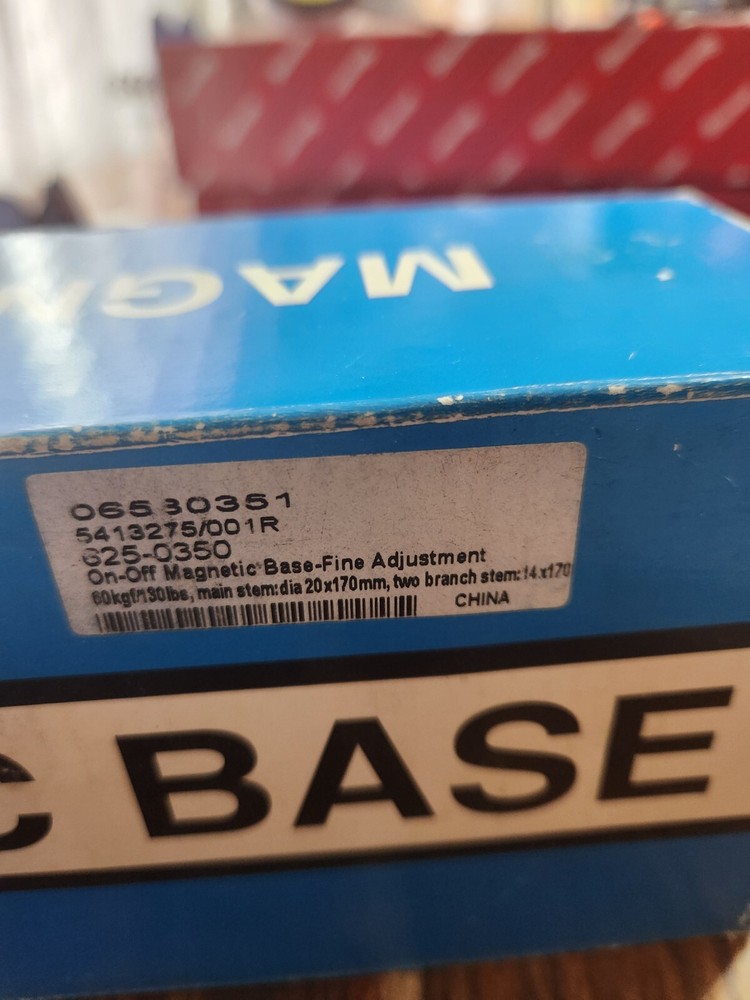 MAGN
06530351
5413275/001R
625-0350
On-Off Magnetic Base-Fine Adjustment
60kgf/130lbs, main stem:dia 20x170mm, two branch stem:14x170
CHINA
C BASE